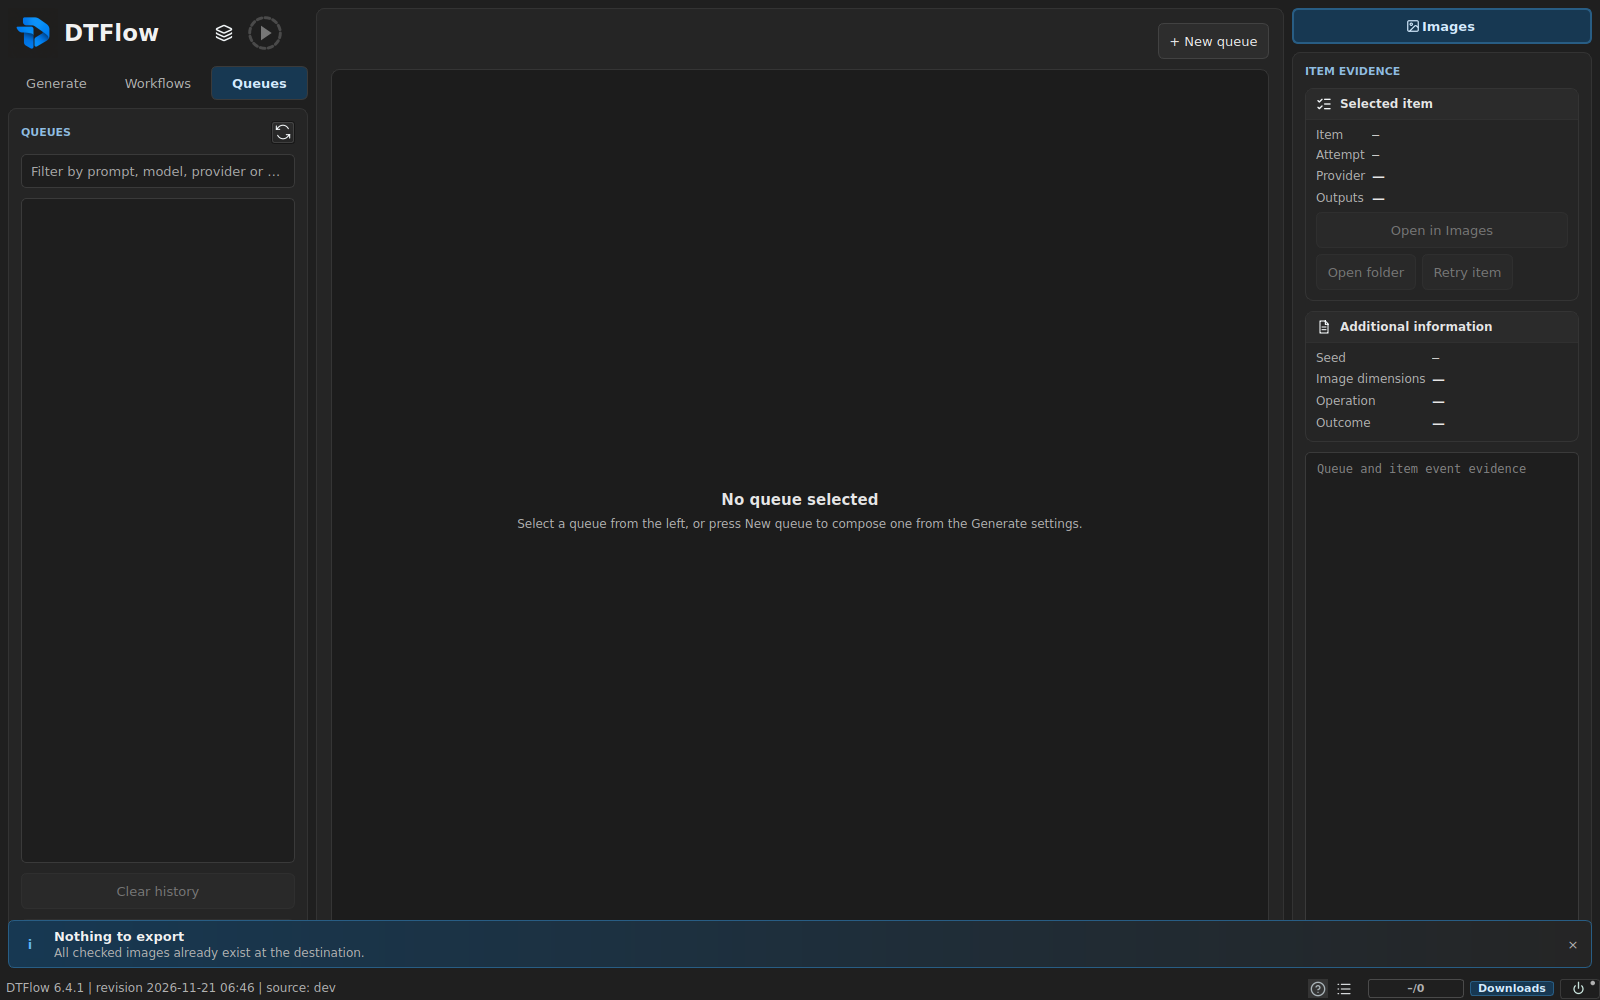 DTFlow
Generate
Workflows
Queues
QUEUES
Filter by prompt, model, provider or ...
Clear history
+ New queue
No queue selected
Select a queue from the left, or press New queue to compose one from the Generate settings.
Images
ITEM EVIDENCE
Selected item
Item –
Attempt –
Provider —
Outputs —
Open in Images
Open folder
Retry item
Additional information
Seed –
Image dimensions —
Operation —
Outcome —
Queue and item event evidence
i
Nothing to export
All checked images already exist at the destination.
×
DTFlow 6.4.1 | revision 2026-11-21 06:46 | source: dev
–/0
Downloads